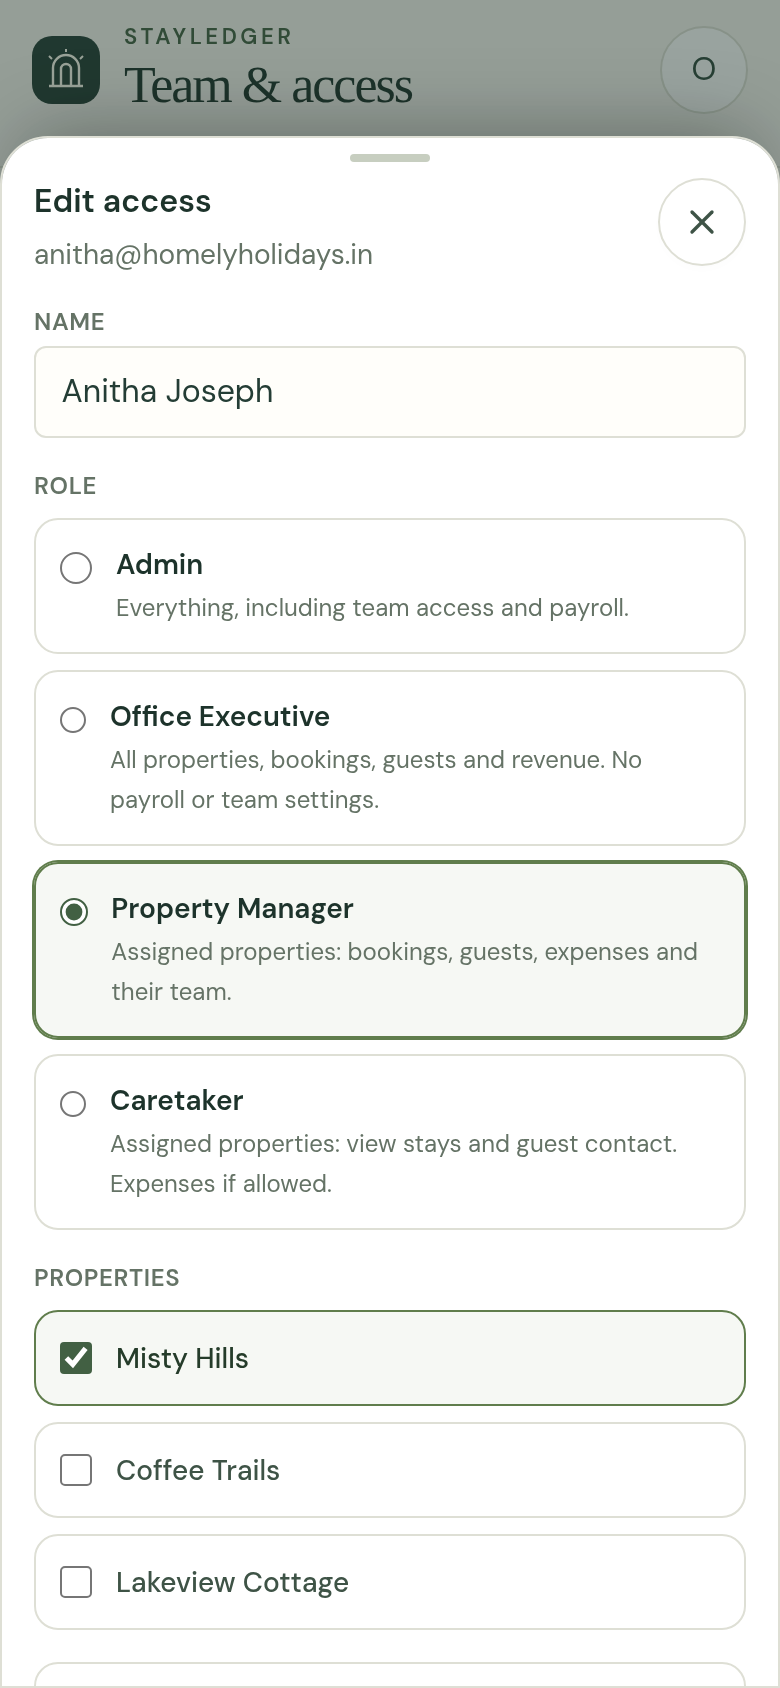 STAYLEDGER
Team & access
O
Edit access
anitha@homelyholidays.in
NAME
Anitha Joseph
ROLE
Admin
Everything, including team access and payroll.
Office Executive
All properties, bookings, guests and revenue. No
payroll or team settings.
Property Manager
Assigned properties: bookings, guests, expenses and
their team.
Caretaker
Assigned properties: view stays and guest contact.
Expenses if allowed.
PROPERTIES
Misty Hills
Coffee Trails
Lakeview Cottage